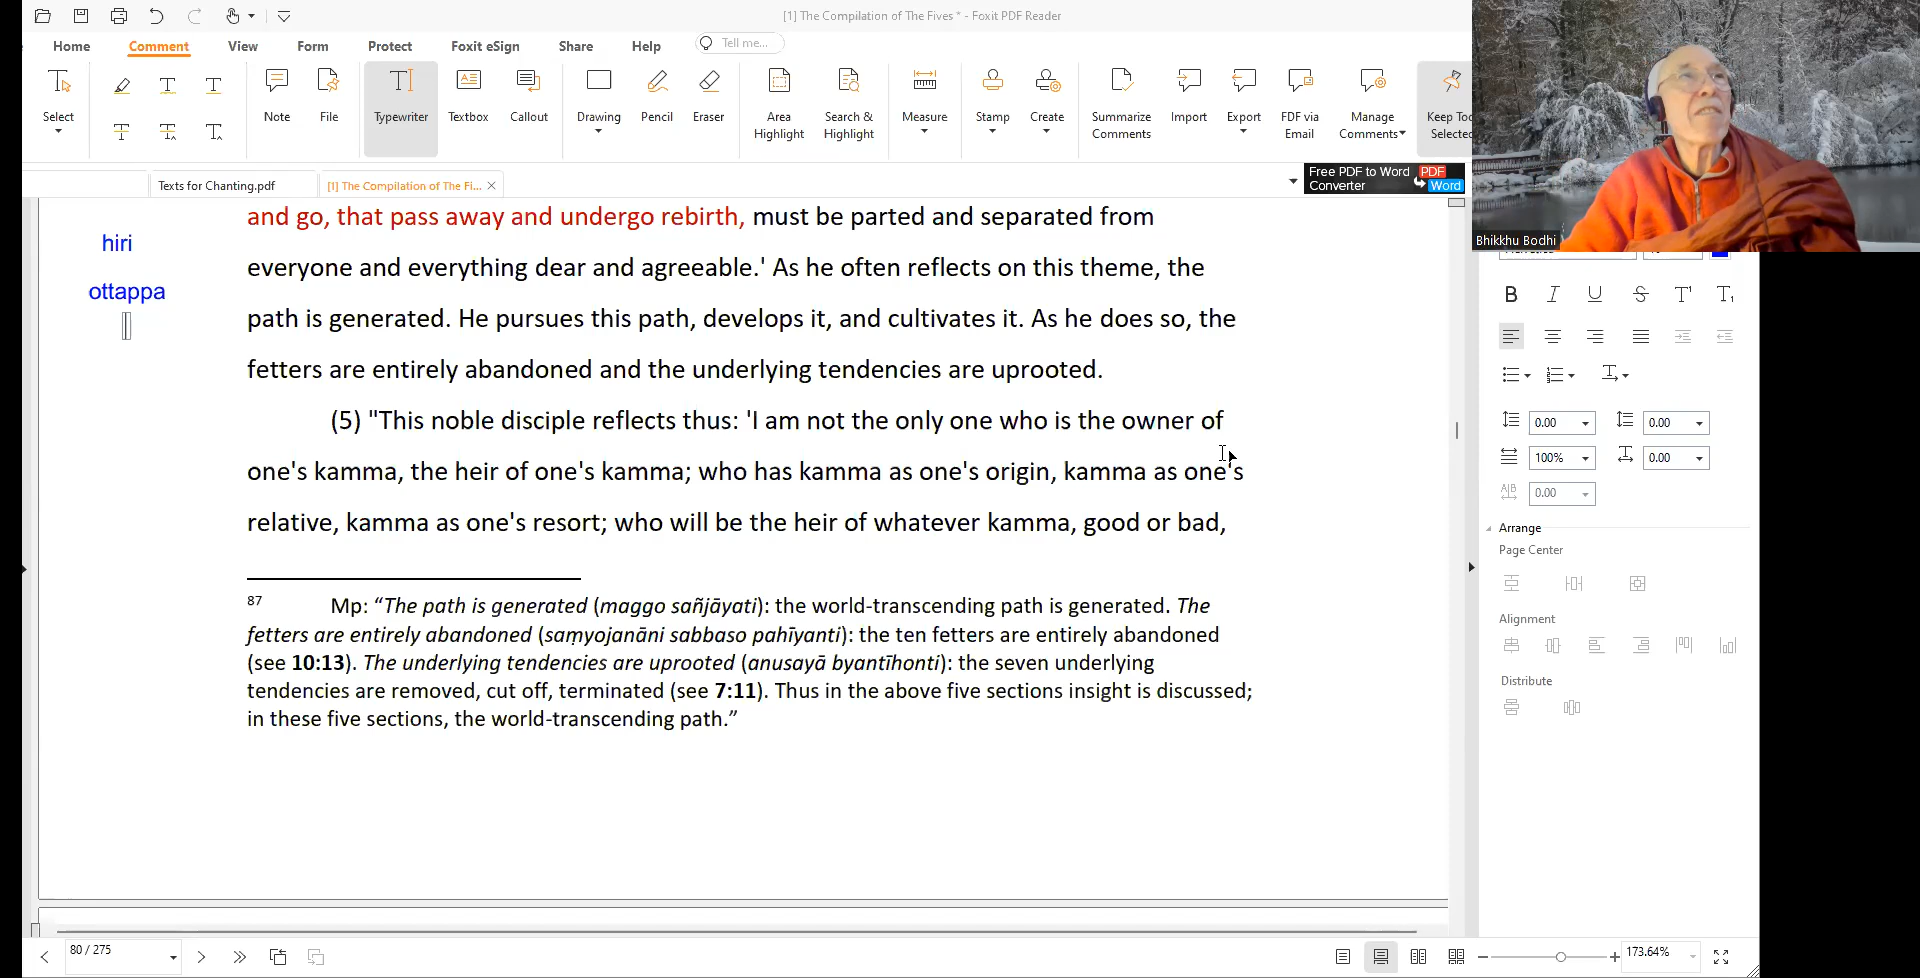 [1] The Compilation of The Fives * - Foxit PDF Reader
Home Comment View Form Protect Foxit eSign Share Help Tell me...
Select Note File Typewriter Textbox Callout Drawing Pencil Eraser Area Highlight Search & Highlight Measure Stamp Create Summarize Comments Import Export FDF via Email Manage Comments Keep Too Selected
Texts for Chanting.pdf [1] The Compilation of The Fi...
Free PDF to Word Converter PDF Word
Bhikkhu Bodhi
and go, that pass away and undergo rebirth, must be parted and separated from
hiri
everyone and everything dear and agreeable.' As he often reflects on this theme, the
ottappa
path is generated. He pursues this path, develops it, and cultivates it. As he does so, the
fetters are entirely abandoned and the underlying tendencies are uprooted.
(5) "This noble disciple reflects thus: 'I am not the only one who is the owner of
one's kamma, the heir of one's kamma; who has kamma as one's origin, kamma as one's
relative, kamma as one's resort; who will be the heir of whatever kamma, good or bad,
87 Mp: “The path is generated (maggo sañjāyati): the world-transcending path is generated. The
fetters are entirely abandoned (saṃyojanāni sabbaso pahīyanti): the ten fetters are entirely abandoned
(see 10:13). The underlying tendencies are uprooted (anusayā byantīhonti): the seven underlying
tendencies are removed, cut off, terminated (see 7:11). Thus in the above five sections insight is discussed;
in these five sections, the world-transcending path.”
0.00 0.00
100% 0.00
0.00
Arrange
Page Center
Alignment
Distribute
80 / 275
173.64%